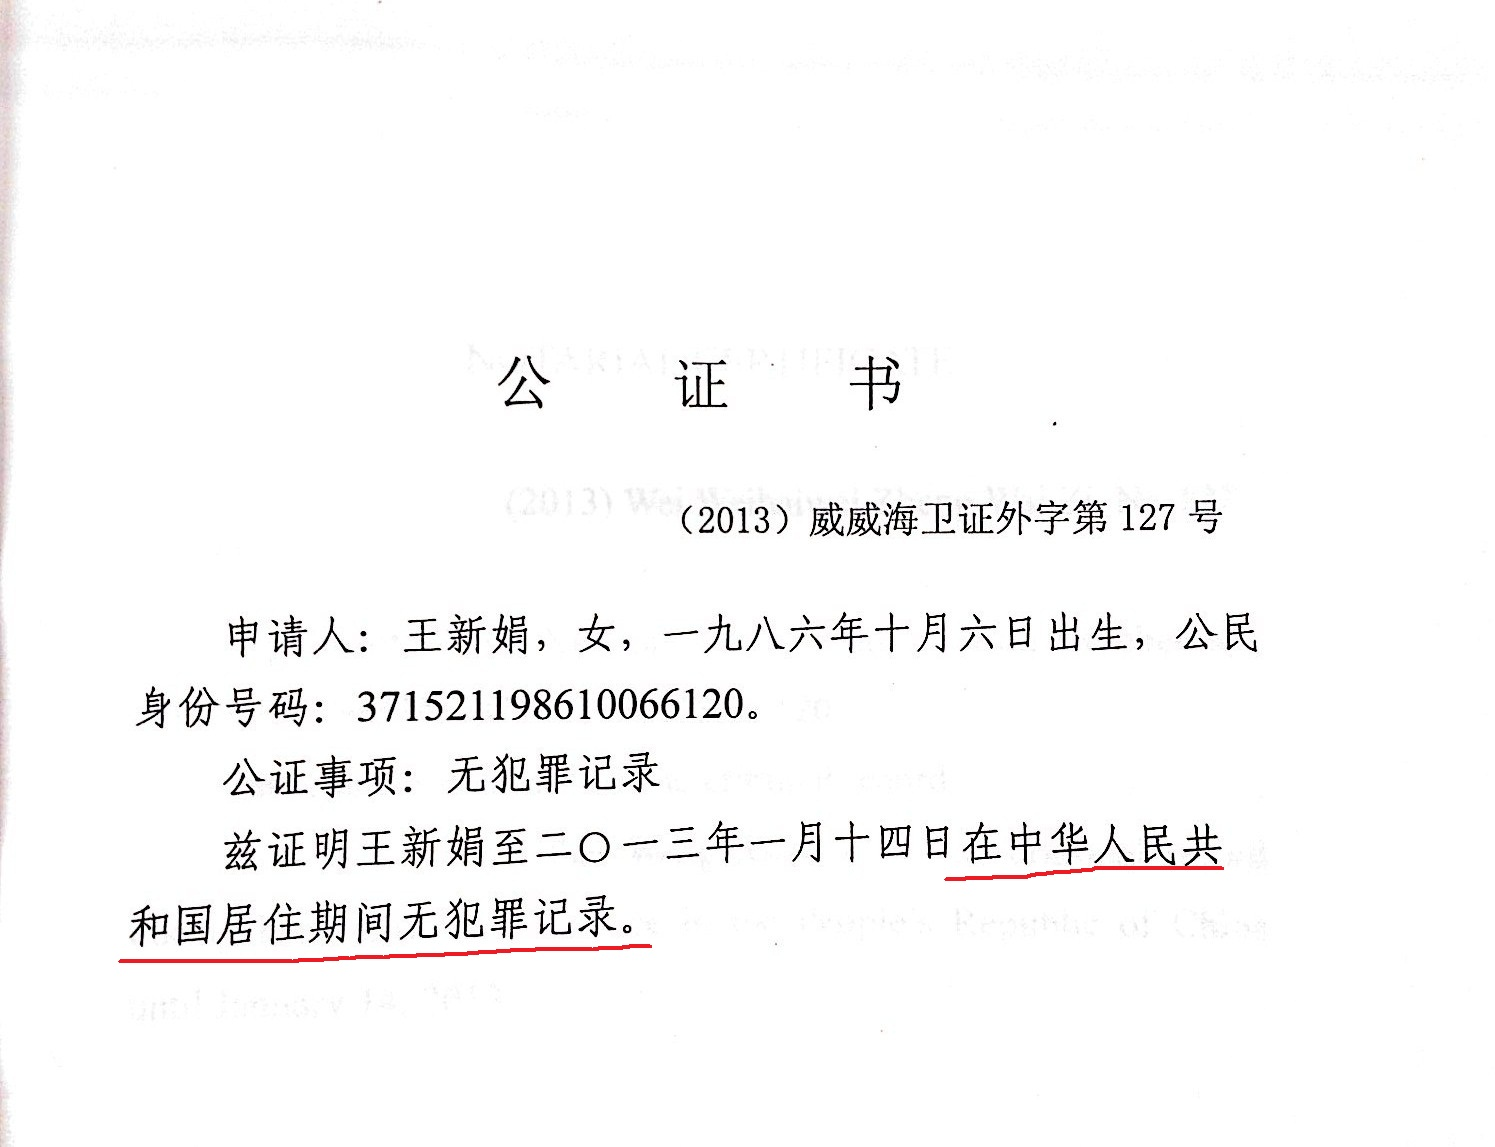 公 证 书
（2013）威威海卫证外字第 127 号
申请人：王新娟，女，一九八六年十月六日出生，公民
身份号码：371521198610066120。
公证事项：无犯罪记录
兹证明王新娟至二〇一三年一月十四日在中华人民共
和国居住期间无犯罪记录。